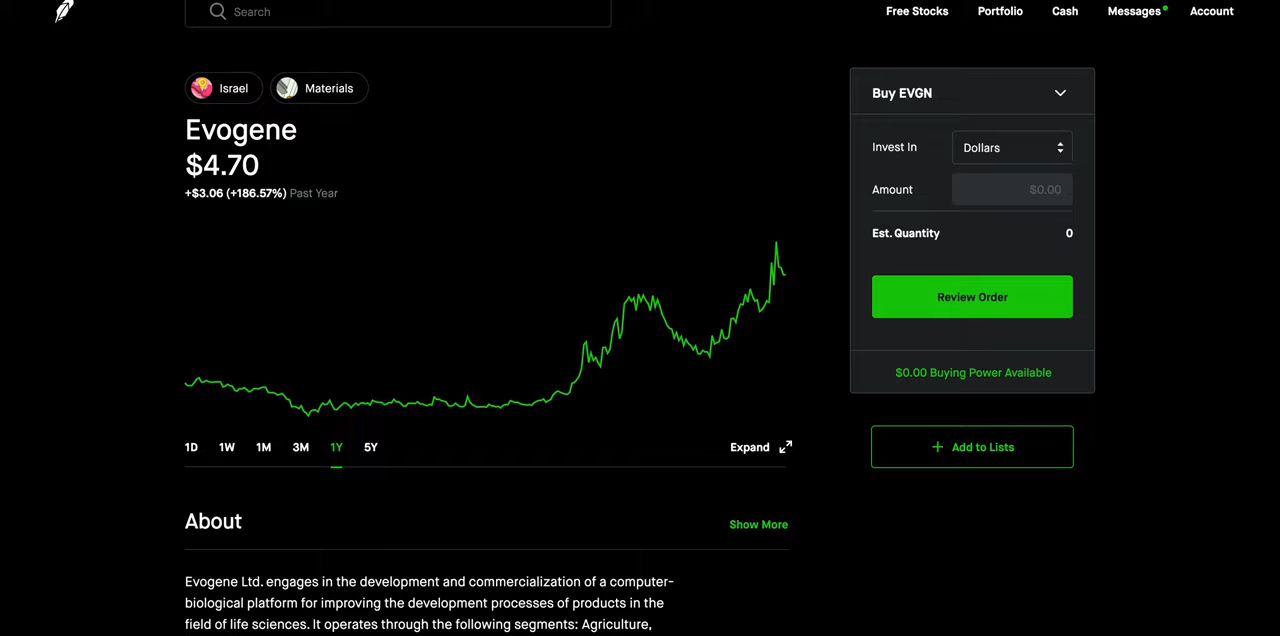 Search
Free Stocks
Portfolio
Cash
Messages
Account
Israel
Materials
Evogene
$4.70
+$3.06 (+186.57%) Past Year
1D 1W 1M 3M 1Y 5Y
Expand
About
Show More
Evogene Ltd. engages in the development and commercialization of a computer-
biological platform for improving the development processes of products in the
field of life sciences. It operates through the following segments: Agriculture,
Buy EVGN
Invest In
Dollars
Amount
$0.00
Est. Quantity
0
Review Order
$0.00 Buying Power Available
+ Add to Lists